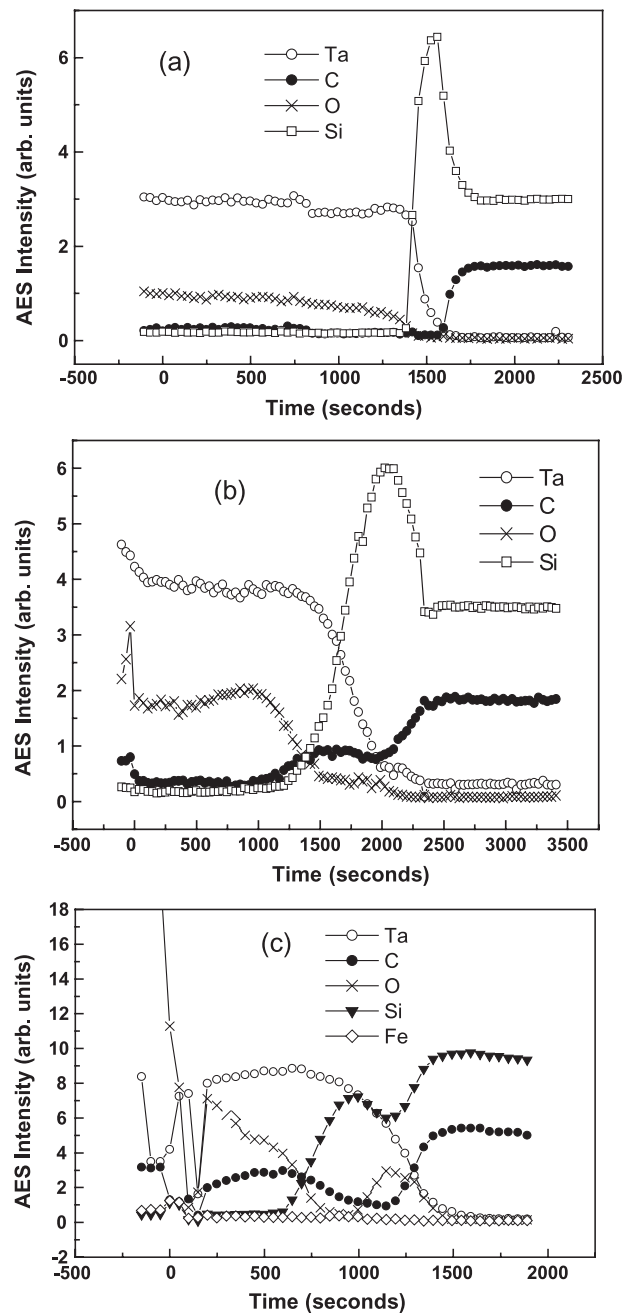 (a)
Ta
C
O
Si
AES Intensity (arb. units)
6
4
2
0
-500 0 500 1000 1500 2000 2500
Time (seconds)
(b)
Ta
C
O
Si
AES Intensity (arb. units)
6
5
4
3
2
1
0
-500 0 500 1000 1500 2000 2500 3000 3500
Time (seconds)
(c)
Ta
C
O
Si
Fe
AES Intensity (arb. units)
18
16
14
12
10
8
6
4
2
0
-2
-500 0 500 1000 1500 2000
Time (seconds)